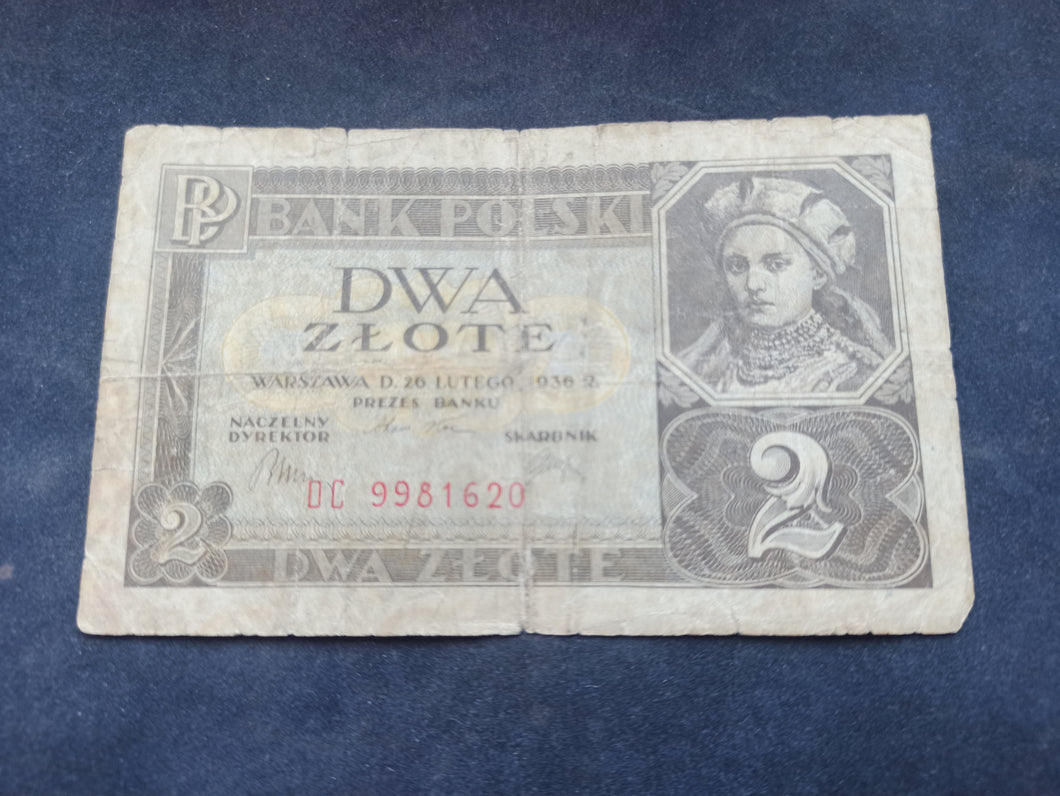 BP
BANK POLSKI
DWA
ZŁOTE
WARSZAWA D. 26 LUTEGO 1936 R.
PREZES BANKU
NACZELNY
DYREKTOR
SKARBNIK
DC 9981620
2
2
DWA ZŁOTE